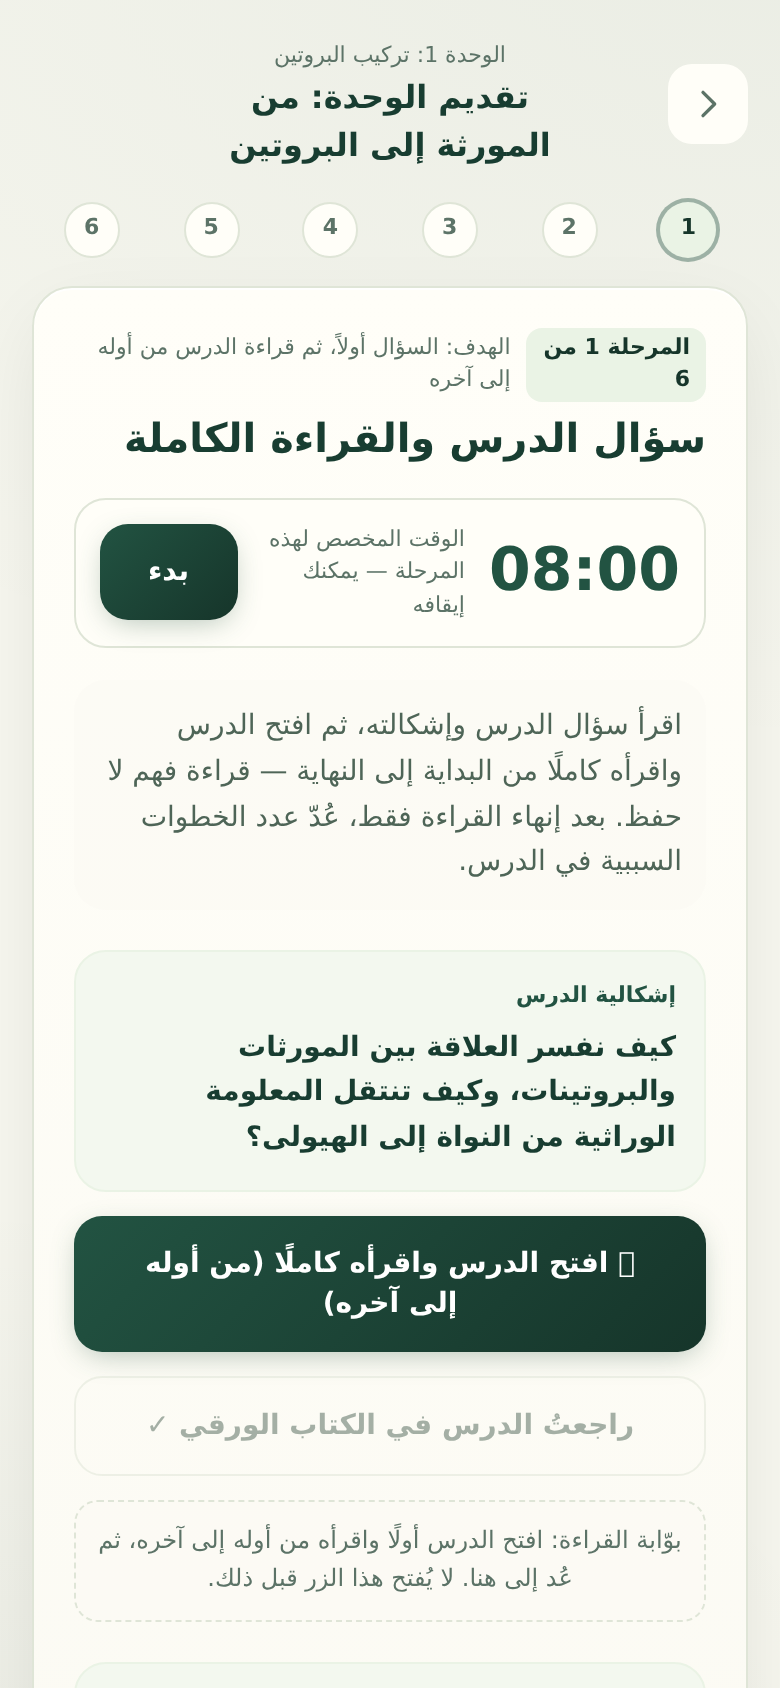 الوحدة 1: تركيب البروتين
تقديم الوحدة: من
المورثة إلى البروتين
1
2
3
4
5
6
المرحلة 1 من
6
الهدف: السؤال أولاً، ثم قراءة الدرس من أوله
إلى آخره
سؤال الدرس والقراءة الكاملة
08:00
الوقت المخصص لهذه
المرحلة — يمكنك
إيقافه
بدء
اقرأ سؤال الدرس وإشكالته، ثم افتح الدرس
واقرأه كاملًا من البداية إلى النهاية — قراءة فهم لا
حفظ. بعد إنهاء القراءة فقط، عُدّ عدد الخطوات
السببية في الدرس.
إشكالية الدرس
كيف نفسر العلاقة بين المورثات
والبروتينات، وكيف تنتقل المعلومة
الوراثية من النواة إلى الهيولى؟
افتح الدرس واقرأه كاملًا (من أوله
إلى آخره)
راجعتُ الدرس في الكتاب الورقي ✓
بوّابة القراءة: افتح الدرس أولًا واقرأه من أوله إلى آخره، ثم
عُد إلى هنا. لا يُفتح هذا الزر قبل ذلك.